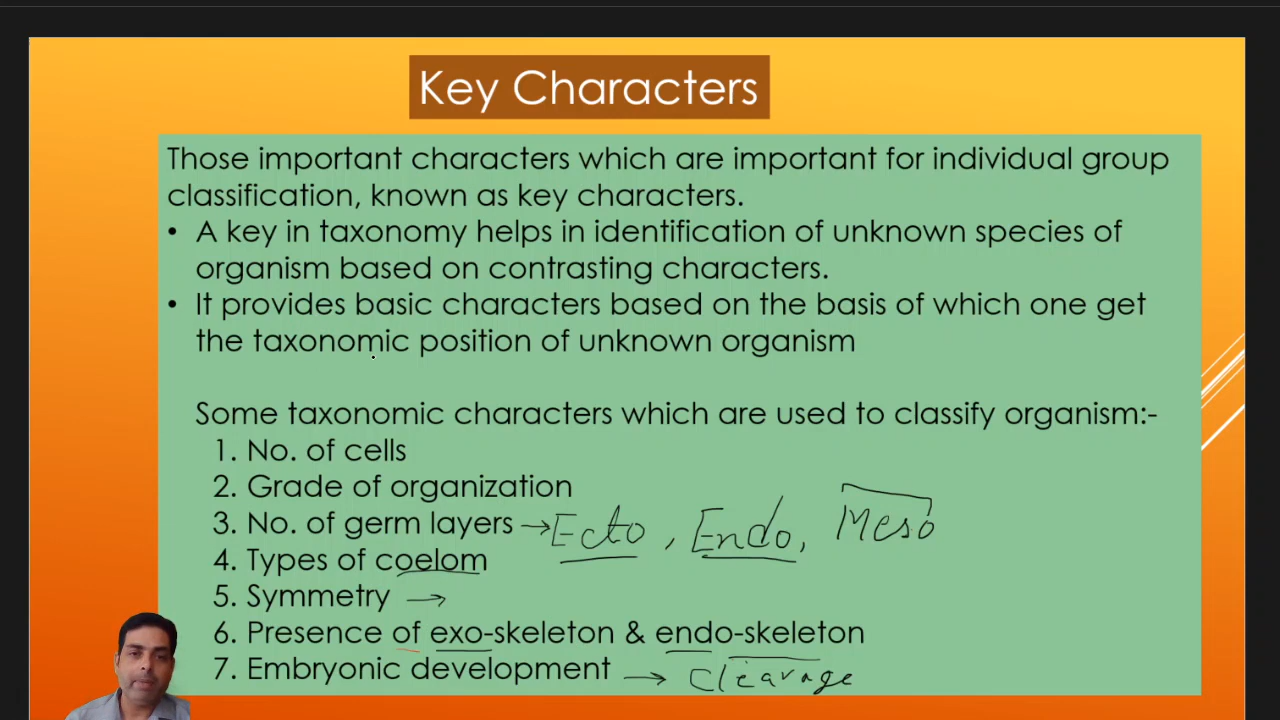 Key Characters
Those important characters which are important for individual group
classification, known as key characters.
• A key in taxonomy helps in identification of unknown species of
organism based on contrasting characters.
• It provides basic characters based on the basis of which one get
the taxonomic position of unknown organism
Some taxonomic characters which are used to classify organism:-
1. No. of cells
2. Grade of organization
3. No. of germ layers → Ecto, Endo, Meso
4. Types of coelom
5. Symmetry →
6. Presence of exo-skeleton & endo-skeleton
7. Embryonic development → Clearage